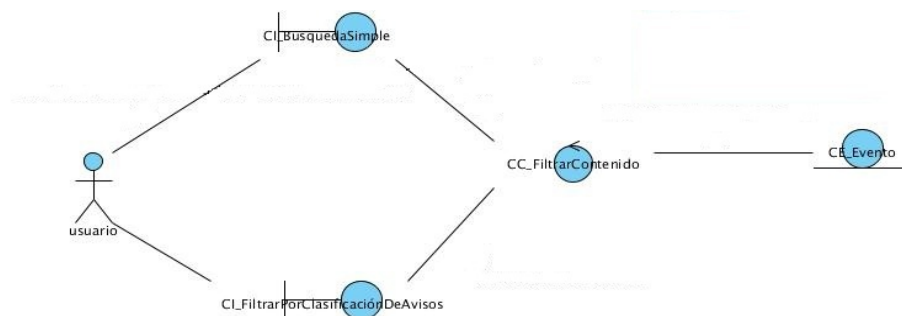 CI_BusquedaSimple
CC_FiltrarContenido
CE_Evento
usuario
CI_FiltrarPorClasificaciónDeAvisos